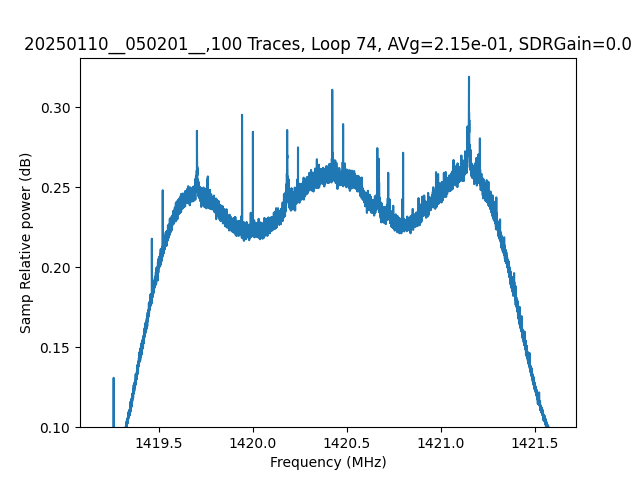 20250110__050201__,100 Traces, Loop 74, AVg=2.15e-01, SDRGain=0.0
0.30
0.25
0.20
0.15
0.10
Samp Relative power (dB)
1419.5 1420.0 1420.5 1421.0 1421.5
Frequency (MHz)